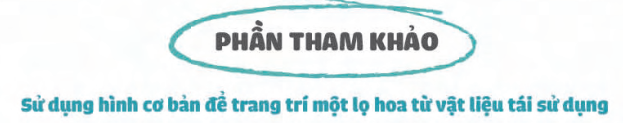 PHẦN THAM KHẢO
Sử dụng hình cơ bản để trang trí một lọ hoa từ vật liệu tái sử dụng